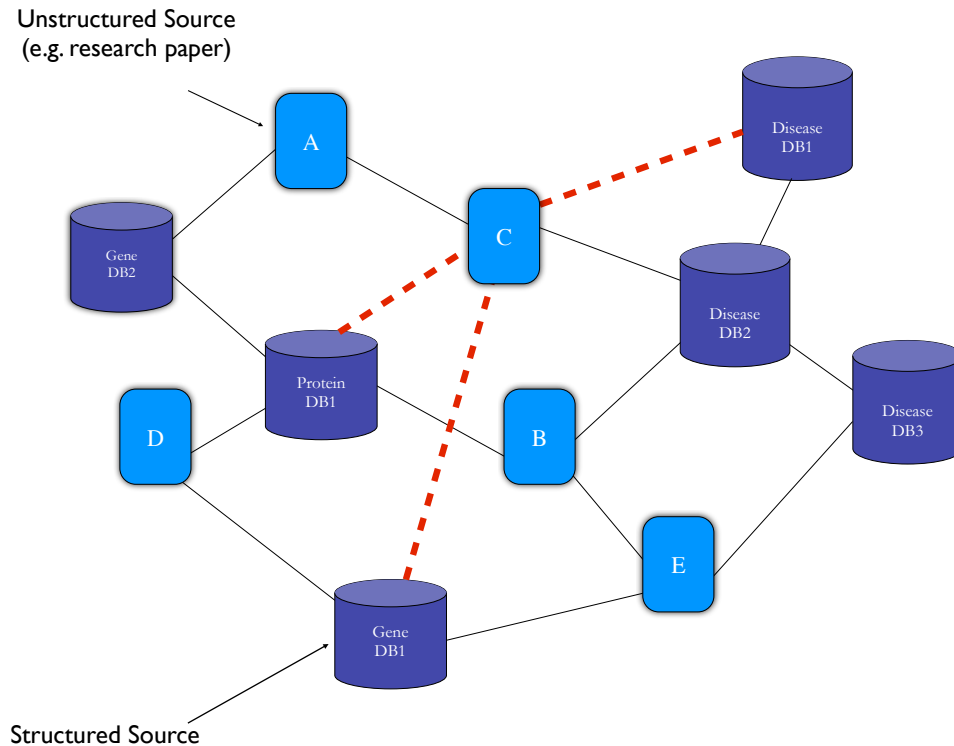 Unstructured Source
(e.g. research paper)
A
Disease
DB1
C
Gene
DB2
Disease
DB2
Protein
DB1
D
B
Disease
DB3
E
Gene
DB1
Structured Source